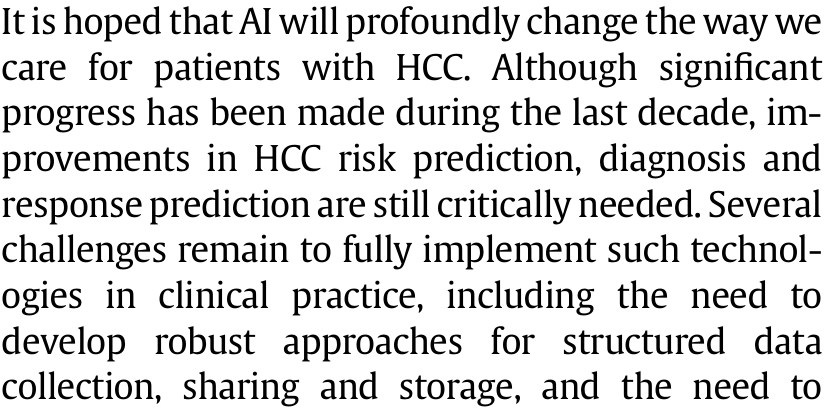 It is hoped that AI will profoundly change the way we
care for patients with HCC. Although significant
progress has been made during the last decade, im-
provements in HCC risk prediction, diagnosis and
response prediction are still critically needed. Several
challenges remain to fully implement such technol-
ogies in clinical practice, including the need to
develop robust approaches for structured data
collection, sharing and storage, and the need to